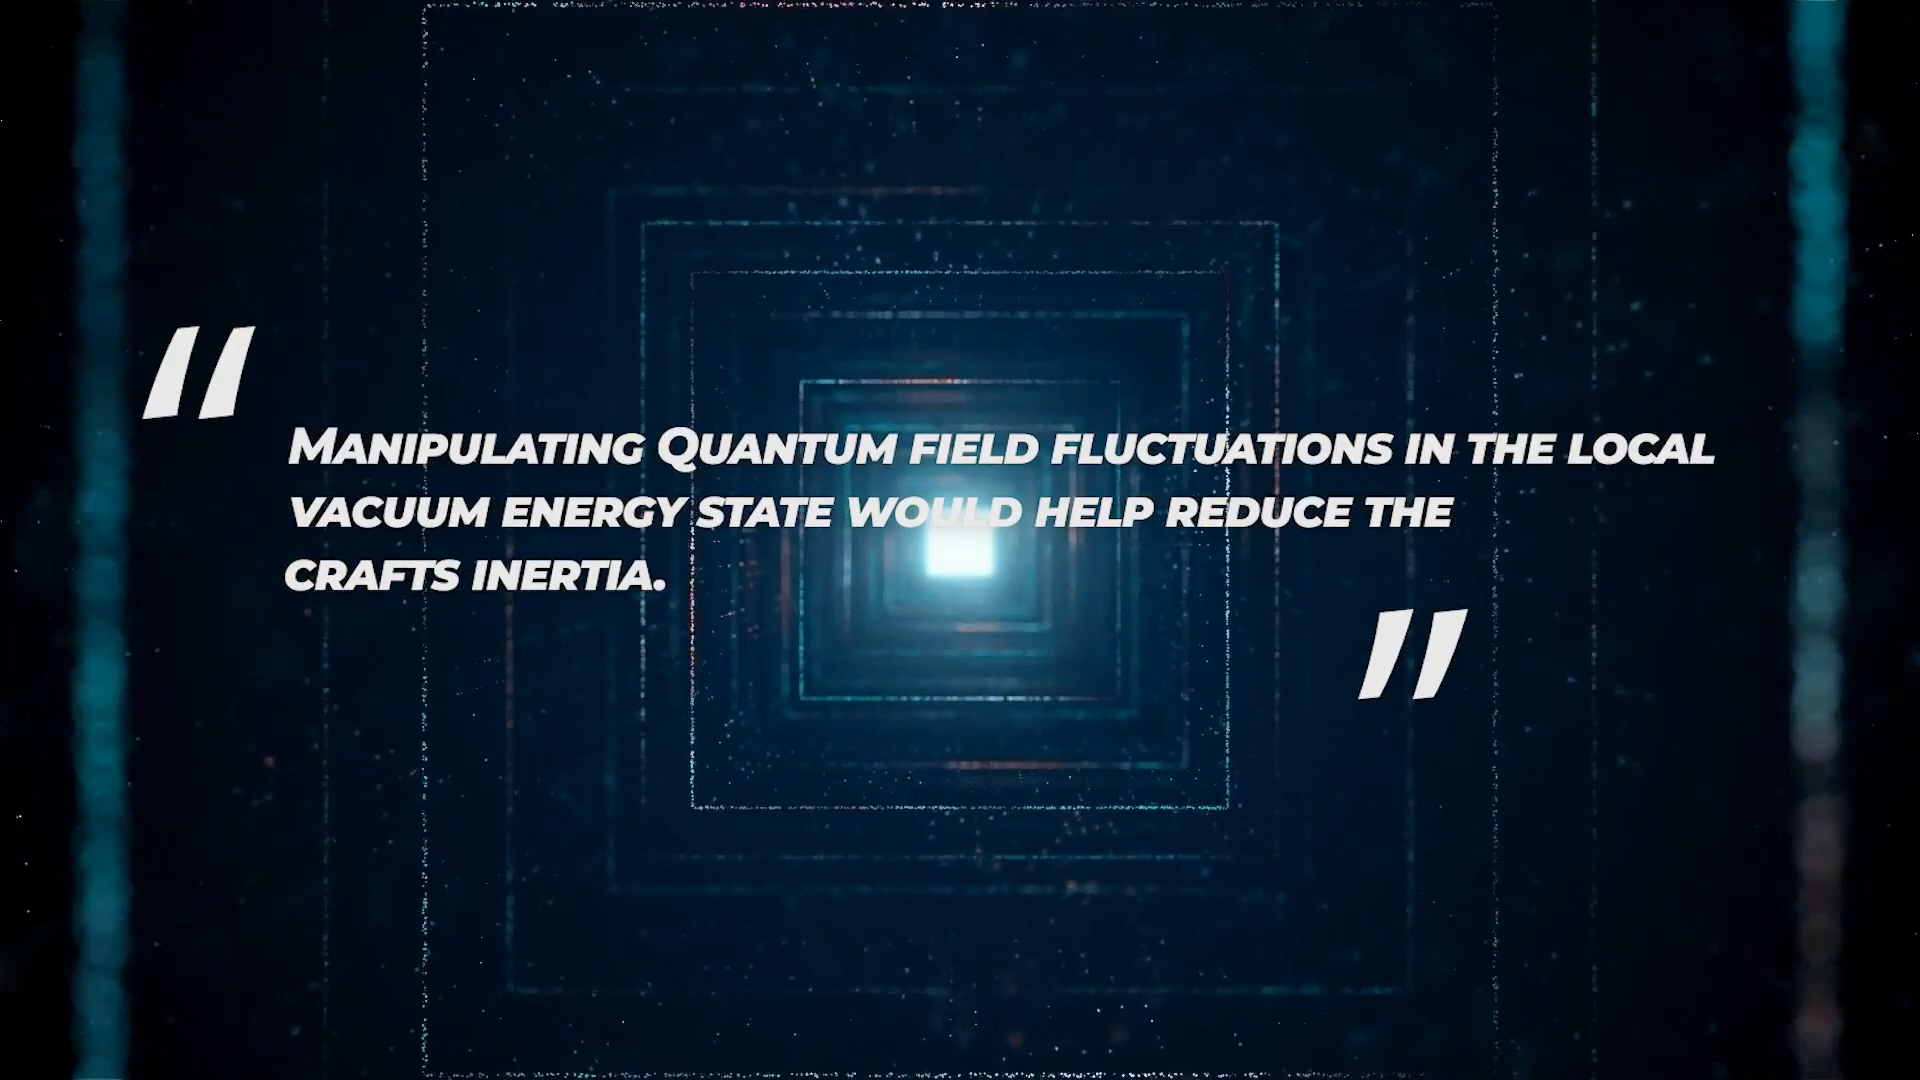 "
Manipulating Quantum field fluctuations in the local
vacuum energy state would help reduce the
crafts inertia.
"